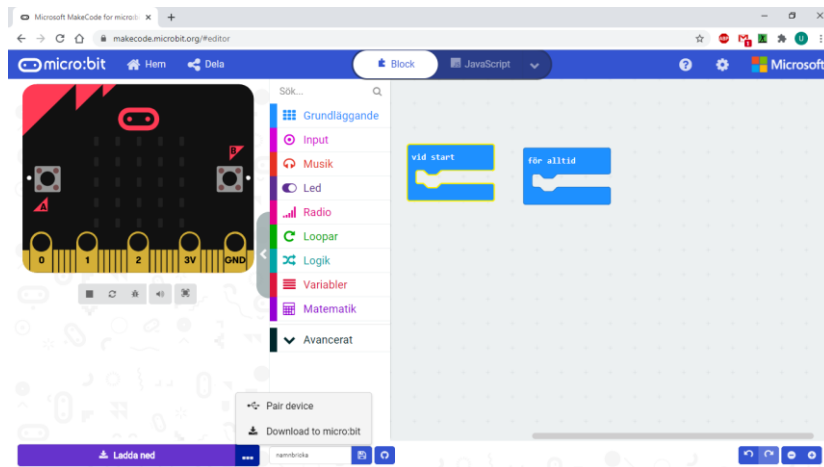 Microsoft MakeCode for micro:b
makecode.microbit.org/#editor
ABP
1
U
micro:bit
Hem
Dela
Block
JavaScript
?
Microsoft
Sök...
Grundläggande
Input
Musik
Led
Radio
Loopar
Logik
Variabler
Matematik
Avancerat
B
A
0
1
2
3V
GND
vid start
för alltid
Pair device
Download to micro:bit
Ladda ned
...
namnbricka